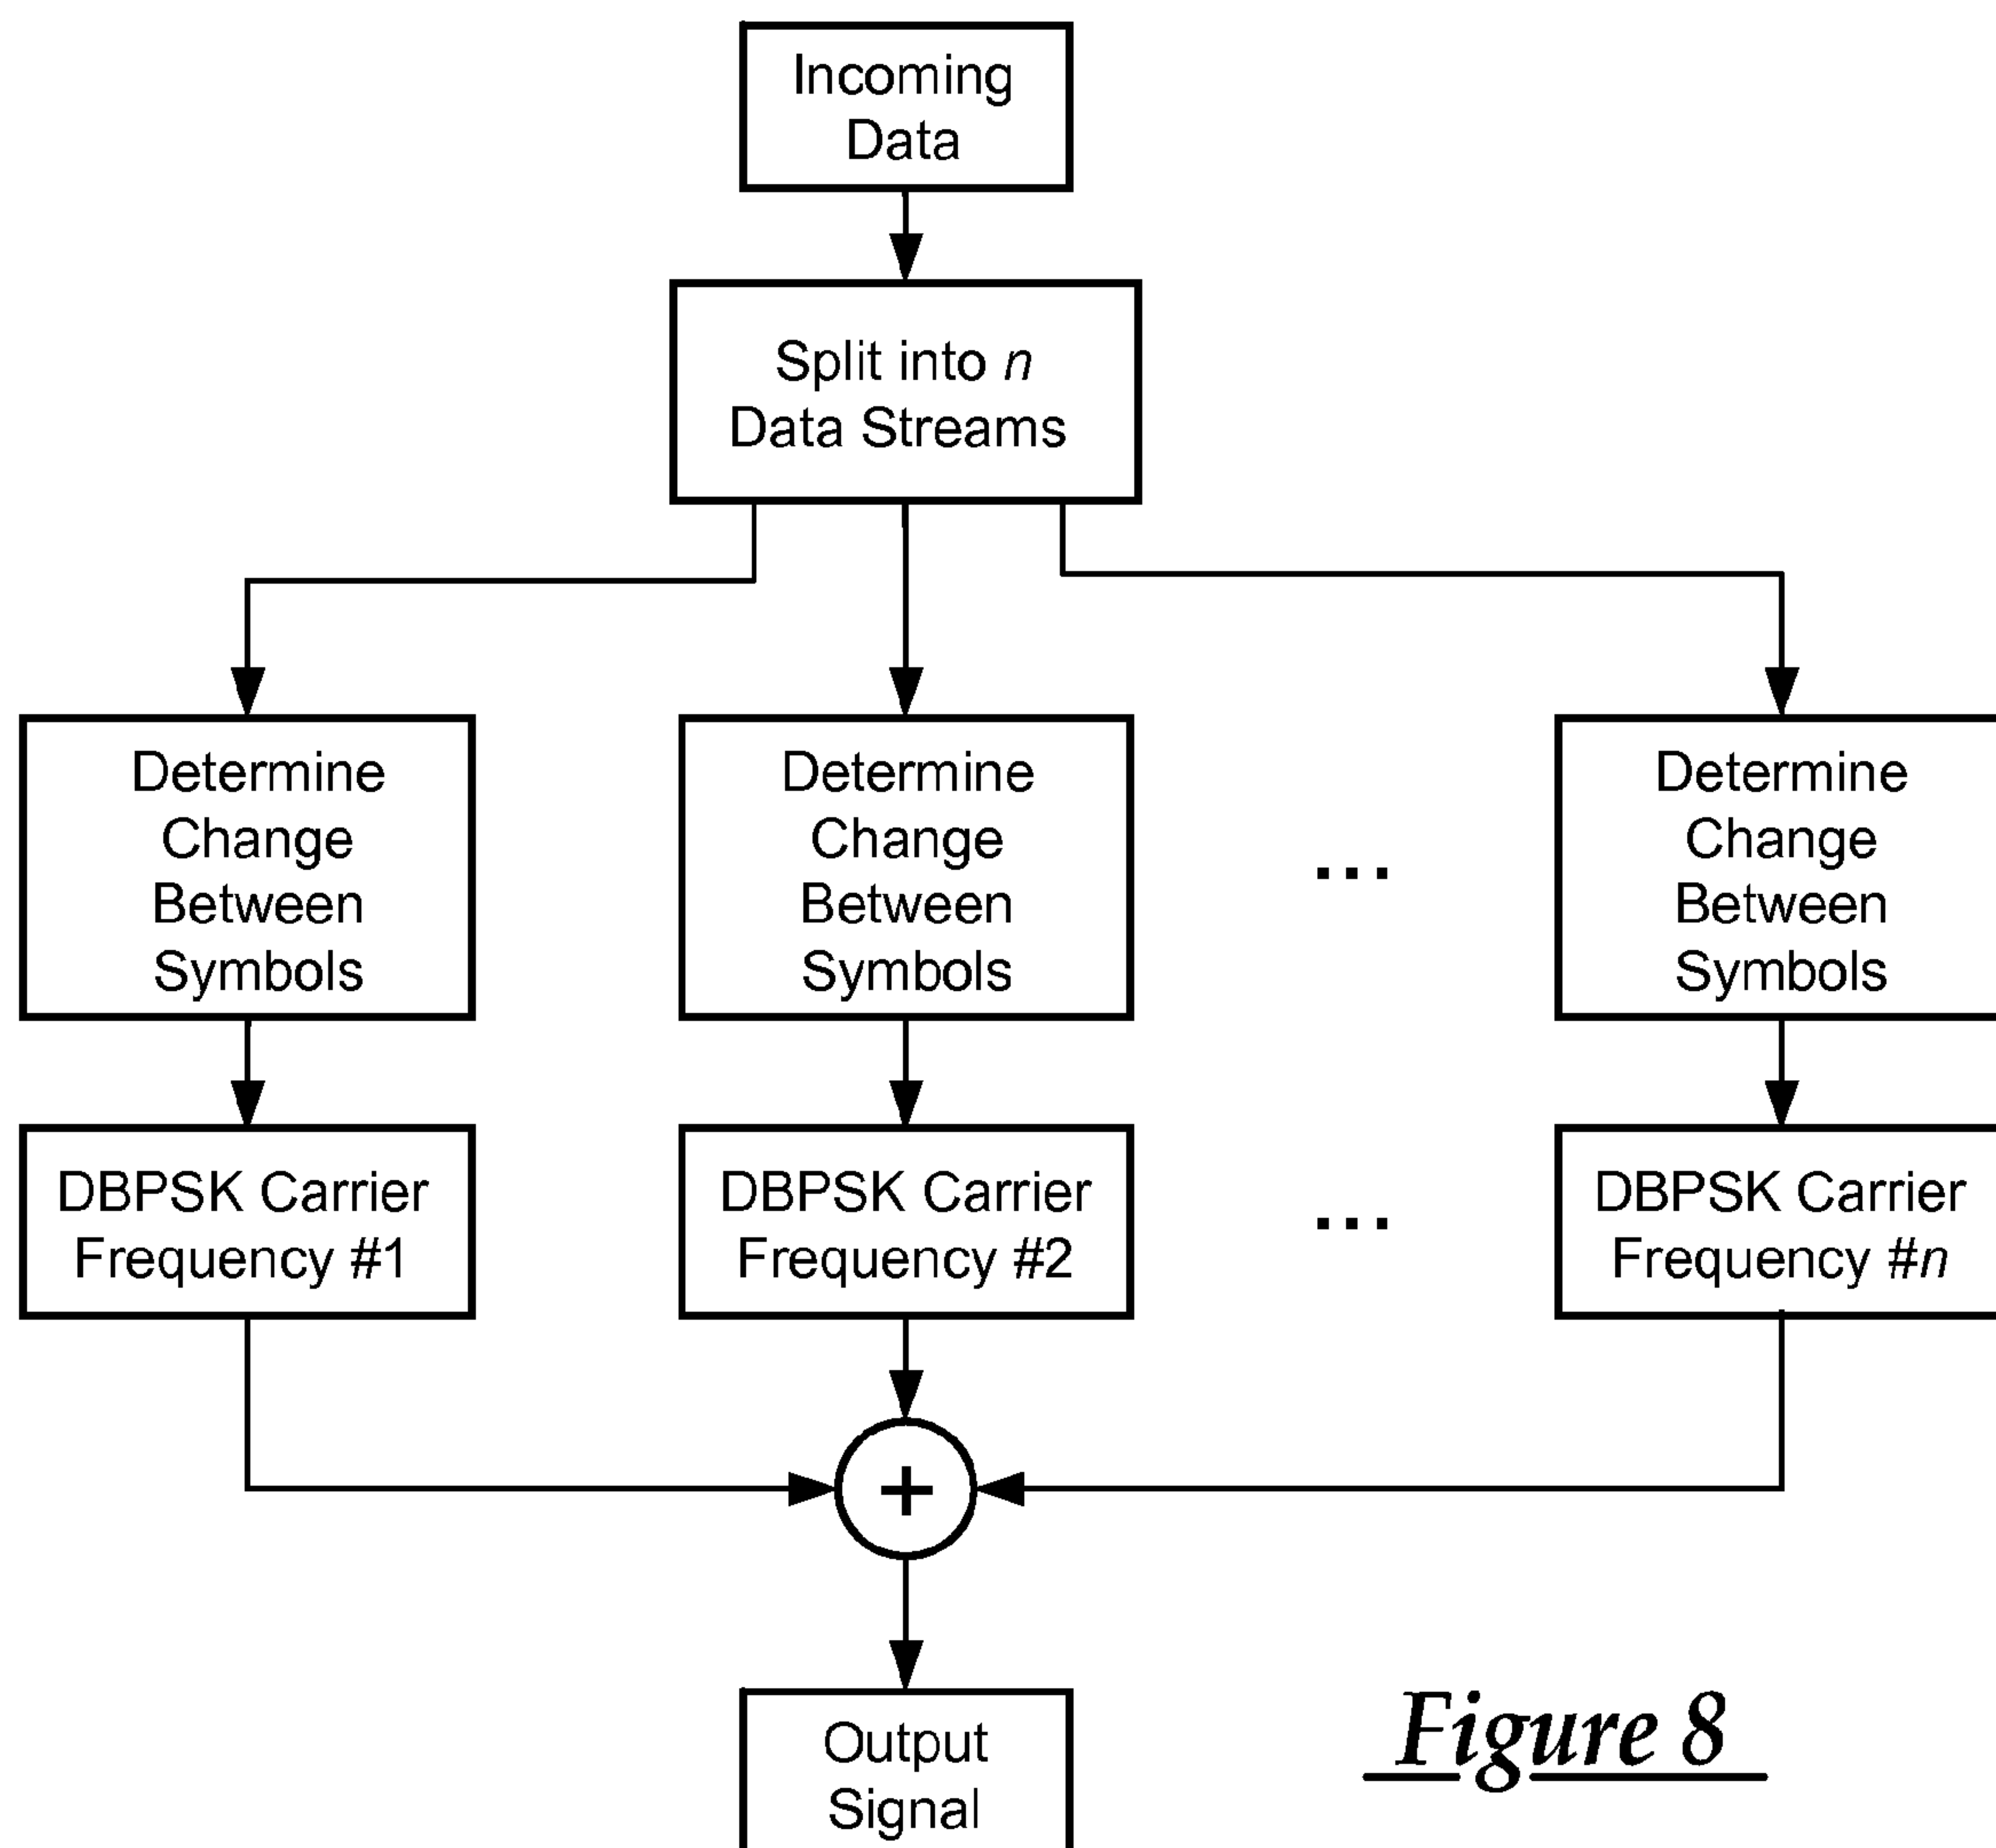 Incoming
Data
Split into n
Data Streams
Determine
Change
Between
Symbols
Determine
Change
Between
Symbols
...
Determine
Change
Between
Symbols
DBPSK Carrier
Frequency #1
DBPSK Carrier
Frequency #2
...
DBPSK Carrier
Frequency #n
+
Output
Signal
Figure 8